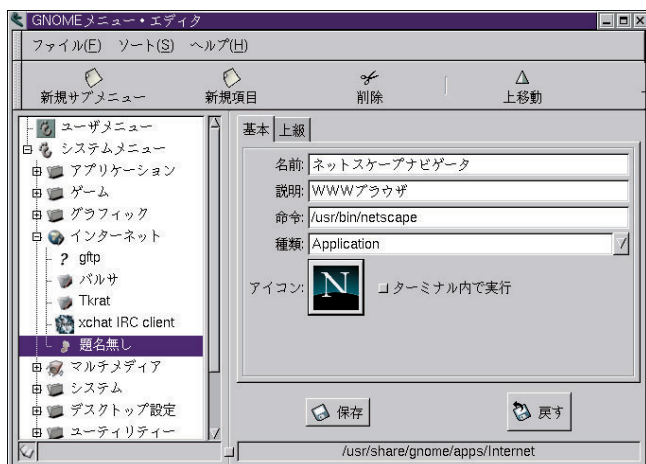 GNOMEメニュー・エディタ
ファイル(F) ソート(S) ヘルプ(H)
新規サブメニュー 新規項目 削除 上移動
ユーザメニュー
システムメニュー
アプリケーション
ゲーム
グラフィック
インターネット
gftp
バルサ
Tkrat
xchat IRC client
題名無し
マルチメディア
システム
デスクトップ設定
ユーティリティー
基本 上級
名前: ネットスケープナビゲータ
説明: WWWブラウザ
命令: /usr/bin/netscape
種類: Application
アイコン: N ターミナル内で実行
保存 戻す
/usr/share/gnome/apps/Internet